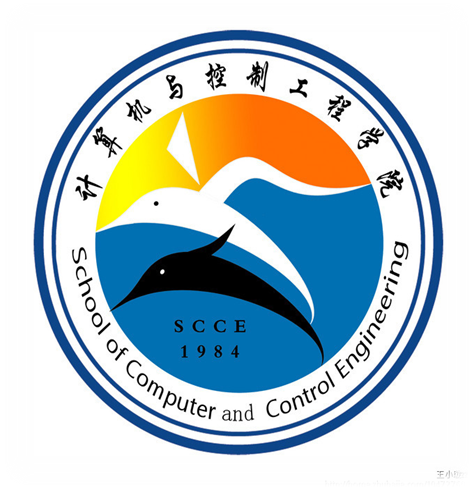 计算机与控制工程学院
SCCE
1984
School of Computer and Control Engineering